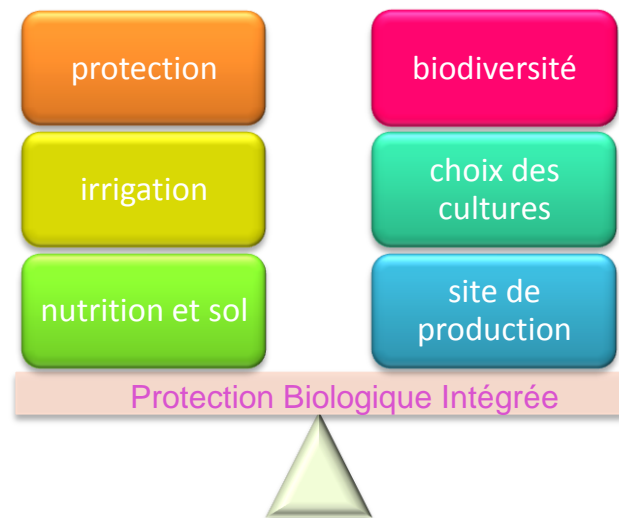 protection
biodiversité
irrigation
choix des
cultures
nutrition et sol
site de
production
Protection Biologique Intégrée